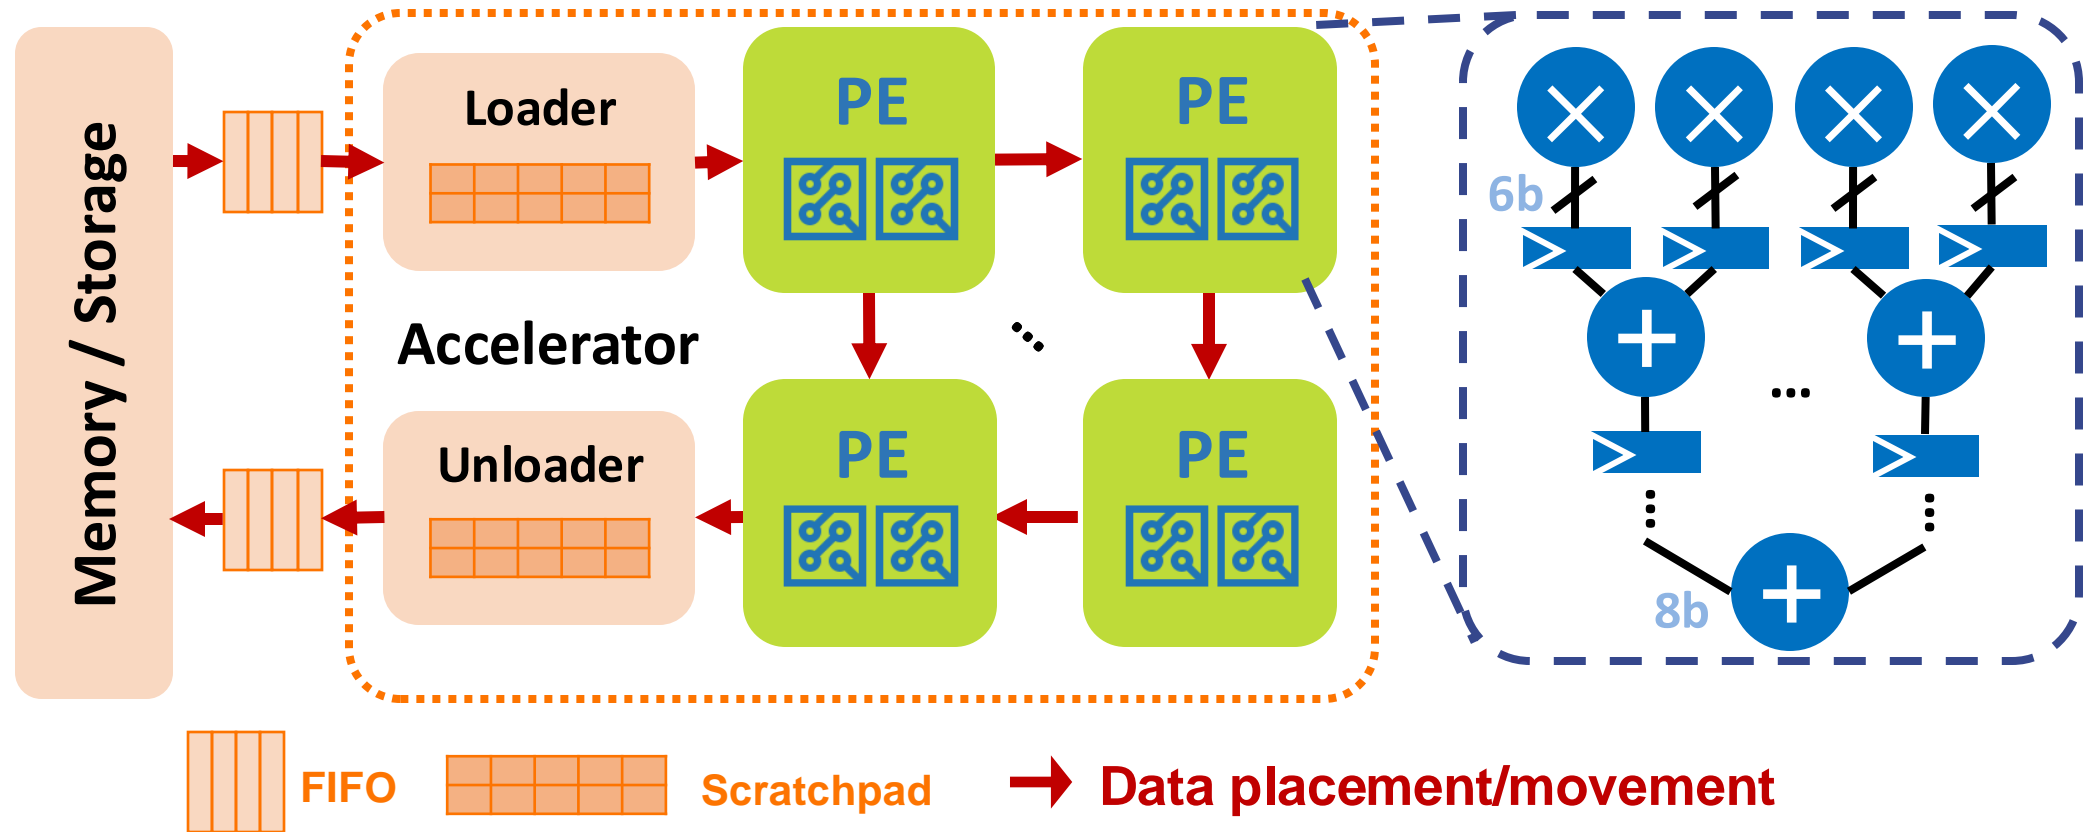 Memory / Storage
Loader
PE
PE
6b
Accelerator
...
...
Unloader
PE
PE
8b
FIFO
Scratchpad
Data placement/movement